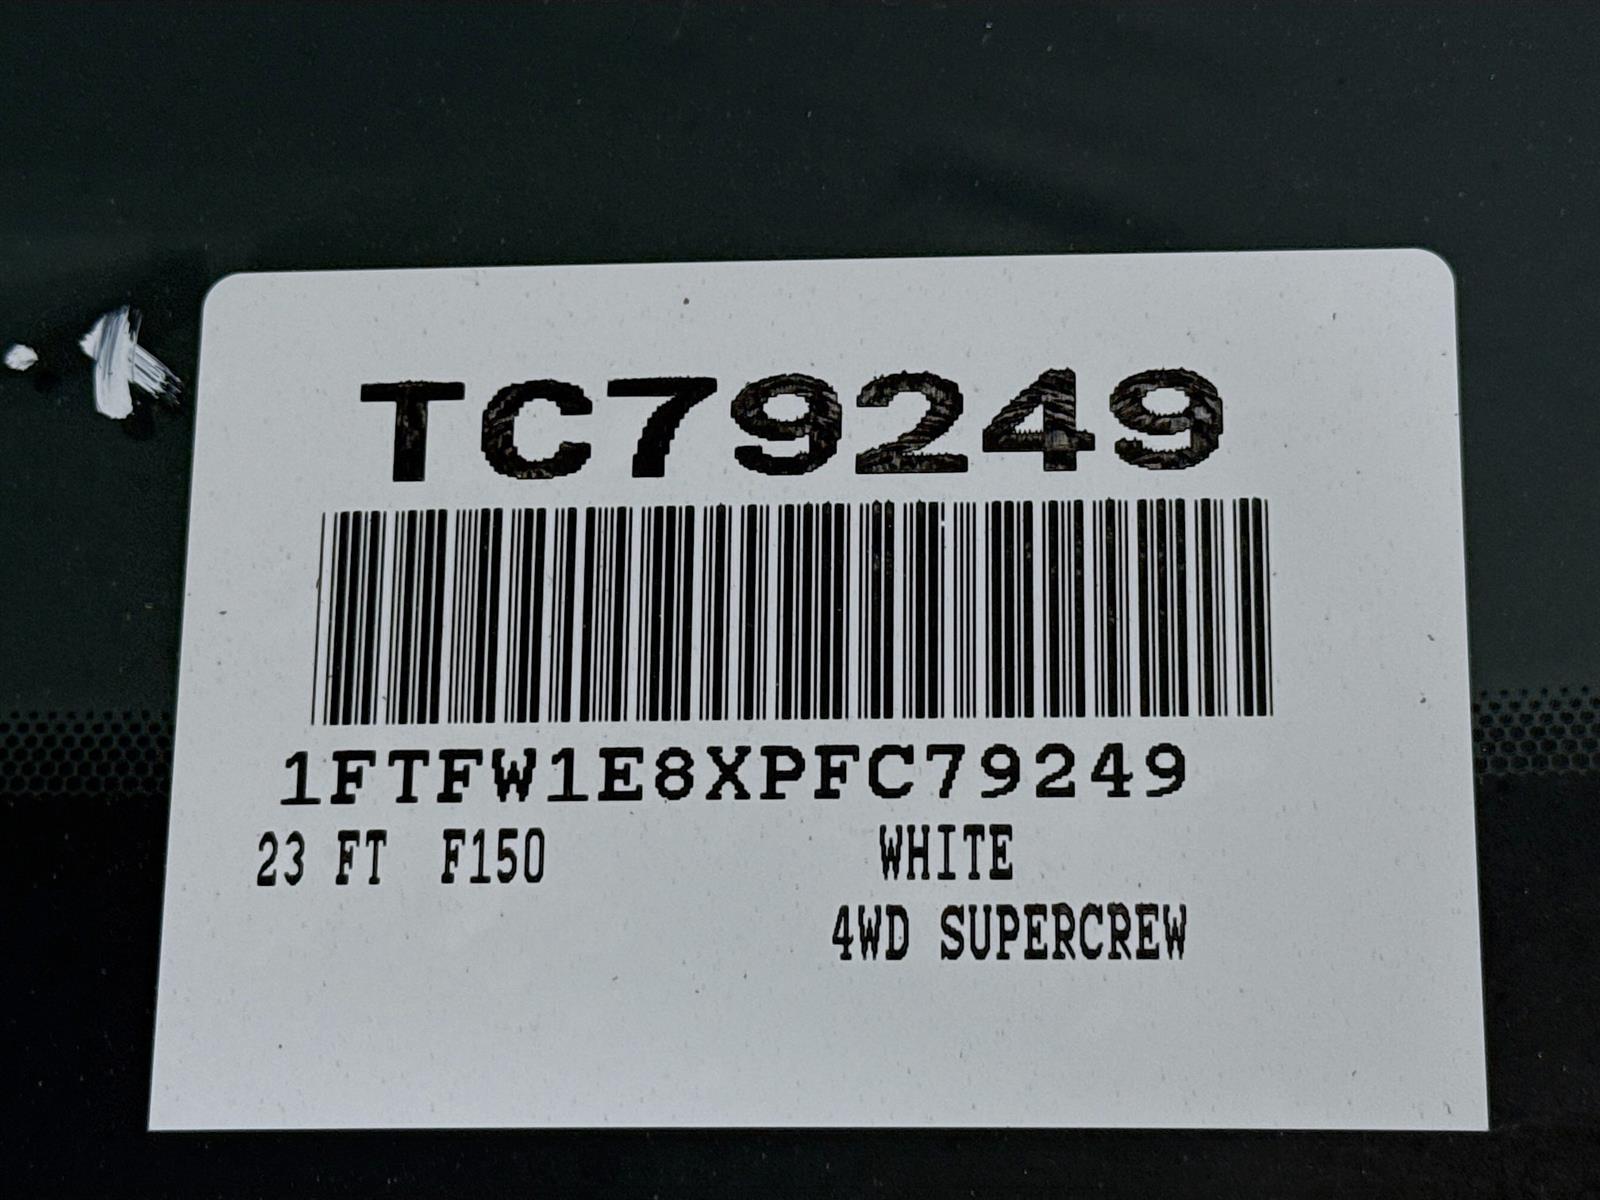 TC79249
1FTFW1E8XPFC79249
23 FT F150 WHITE
4WD SUPERCREW